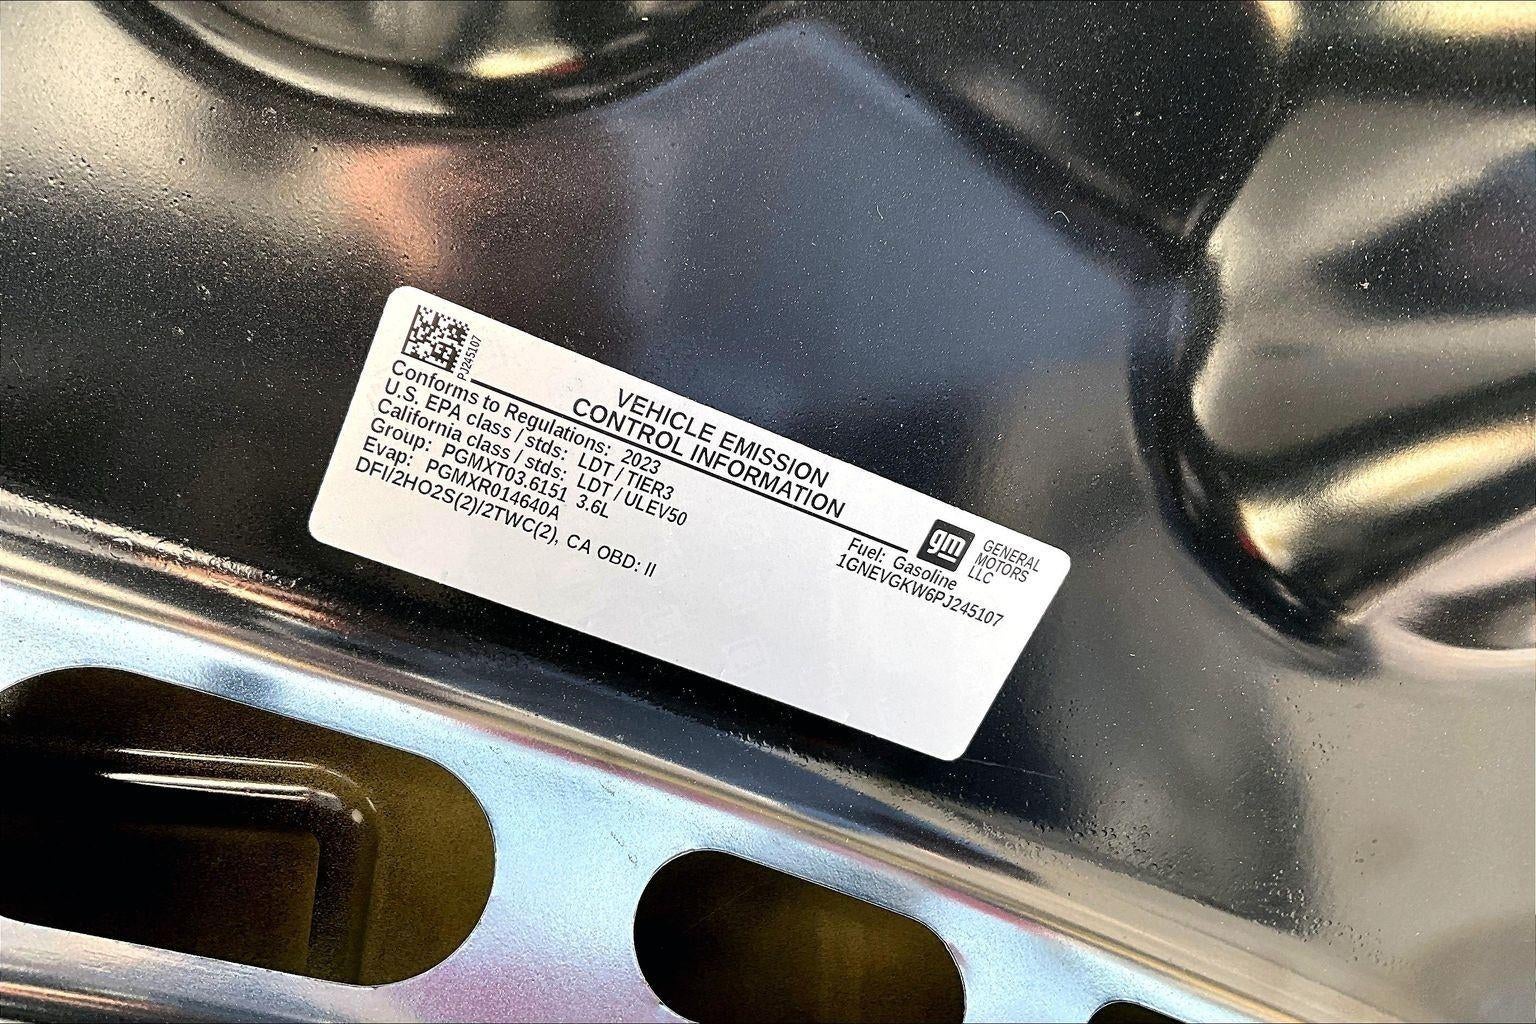 PJ245107
VEHICLE EMISSION
CONTROL INFORMATION
gm
GENERAL
MOTORS
LLC
Conforms to Regulations: 2023
U.S. EPA class / stds: LDT / TIER3
California class / stds: LDT / ULEV50
Group: PGMXT03.6151 3.6L
Evap: PGMXR014640A
DFI/2HO2S(2)/2TWC(2), CA OBD: II
Fuel: Gasoline
1GNEVGKW6PJ245107